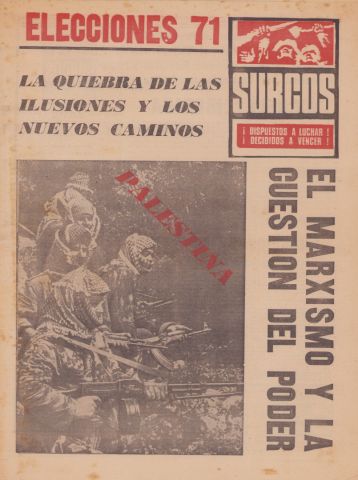 ELECCIONES 71
LA QUIEBRA DE LAS
ILUSIONES Y LOS
NUEVOS CAMINOS
SURCOS
¡ DISPUESTOS A LUCHAR !
¡ DECIDIDOS A VENCER !
PALESTINA
EL MARXISMO Y LA
CUESTION DEL PODER